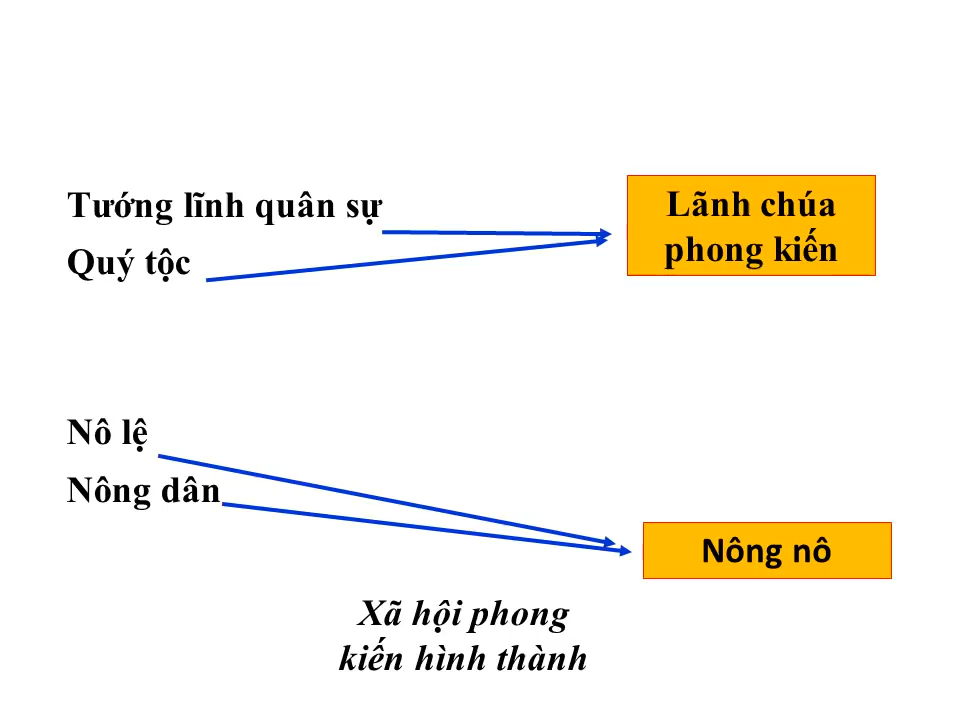 Tướng lĩnh quân sự
Quý tộc
Lãnh chúa
phong kiến
Nô lệ
Nông dân
Nông nô
Xã hội phong
kiến hình thành